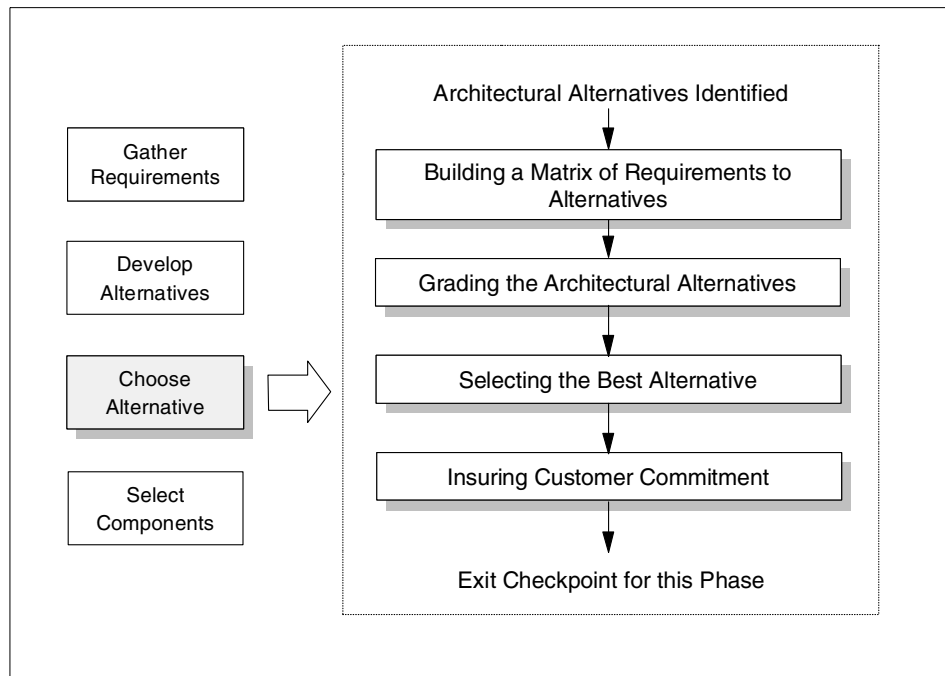 Gather
Requirements
Develop
Alternatives
Choose
Alternative
Select
Components
Architectural Alternatives Identified
Building a Matrix of Requirements to
Alternatives
Grading the Architectural Alternatives
Selecting the Best Alternative
Insuring Customer Commitment
Exit Checkpoint for this Phase